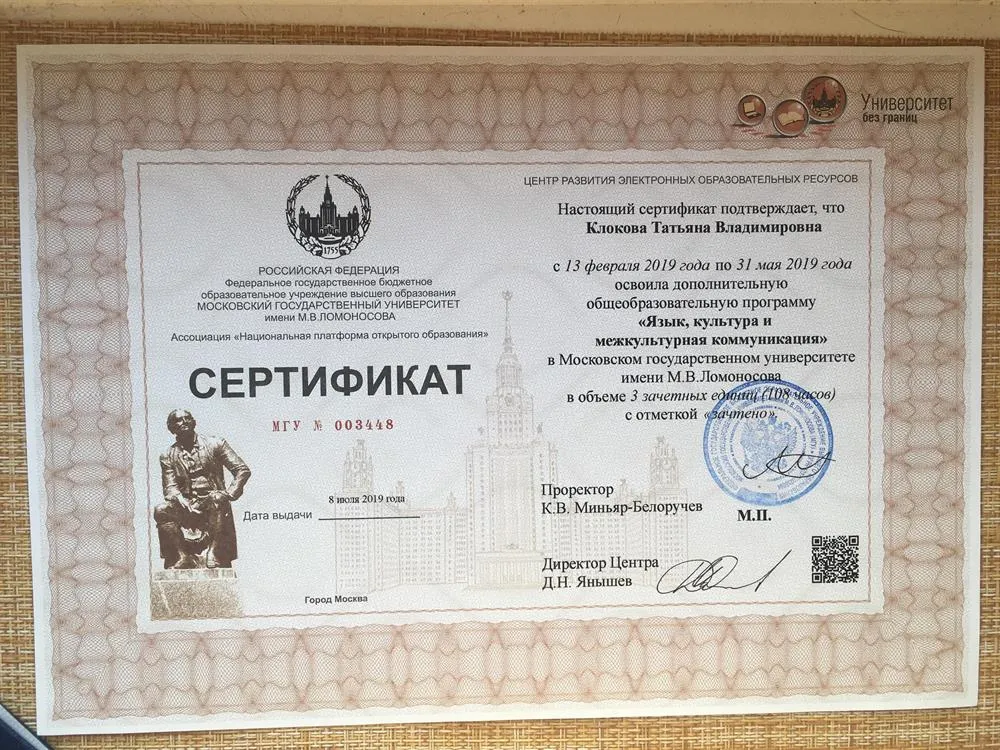 Университет
без границ
1755
РОССИЙСКАЯ ФЕДЕРАЦИЯ
Федеральное государственное бюджетное
образовательное учреждение высшего образования
МОСКОВСКИЙ ГОСУДАРСТВЕННЫЙ УНИВЕРСИТЕТ
имени М.В.ЛОМОНОСОВА
Ассоциация «Национальная платформа открытого образования»
СЕРТИФИКАТ
МГУ № 003448
8 июля 2019 года
Дата выдачи
Город Москва
ЦЕНТР РАЗВИТИЯ ЭЛЕКТРОННЫХ ОБРАЗОВАТЕЛЬНЫХ РЕСУРСОВ
Настоящий сертификат подтверждает, что
Клокова Татьяна Владимировна
с 13 февраля 2019 года по 31 мая 2019 года
освоила дополнительную
общеобразовательную программу
«Язык, культура и
межкультурная коммуникация»
в Московском государственном университете
имени М.В.Ломоносова
в объеме 3 зачетных единиц (108 часов)
с отметкой «зачтено».
Проректор
К.В. Миньяр-Белоручев
М.П.
Директор Центра
Д.Н. Янышев